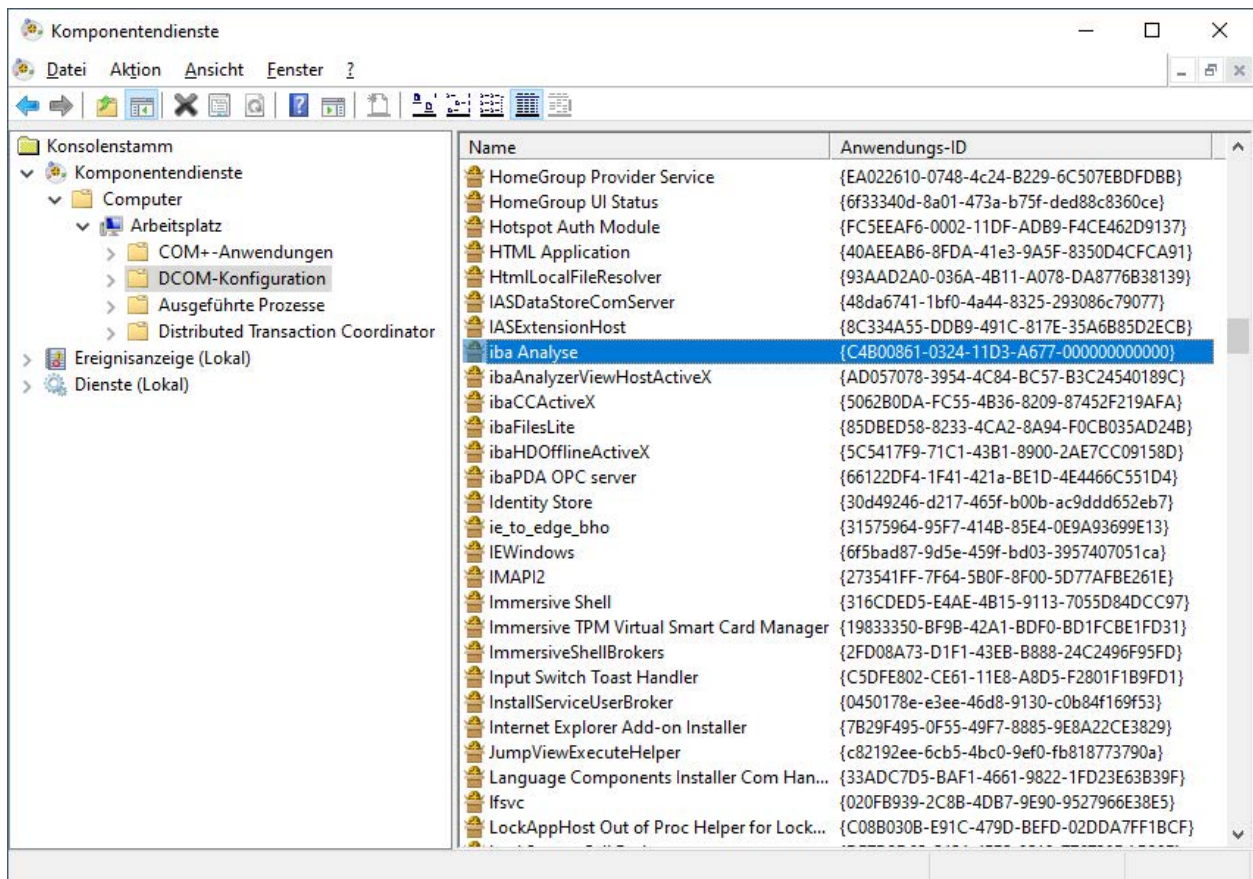 Komponentendienste
Datei Aktion Ansicht Fenster ?
Konsolenstamm
Komponentendienste
Computer
Arbeitsplatz
COM+-Anwendungen
DCOM-Konfiguration
Ausgeführte Prozesse
Distributed Transaction Coordinator
Ereignisanzeige (Lokal)
Dienste (Lokal)
Name Anwendungs-ID
HomeGroup Provider Service {EA022610-0748-4c24-B229-6C507EBDFDBB}
HomeGroup UI Status {6f33340d-8a01-473a-b75f-ded88c8360ce}
Hotspot Auth Module {FC5EEAF6-0002-11DF-ADB9-F4CE462D9137}
HTML Application {40AEEAB6-8FDA-41e3-9A5F-8350D4CFCA91}
HtmlLocalFileResolver {93AAD2A0-036A-4B11-A078-DA8776B38139}
IASDataStoreComServer {48da6741-1bf0-4a44-8325-293086c79077}
IASExtensionHost {8C334A55-DDB9-491C-817E-35A6B85D2ECB}
iba Analyse {C4B00861-0324-11D3-A677-000000000000}
ibaAnalyzerViewHostActiveX {AD057078-3954-4C84-BC57-B3C24540189C}
ibaCCActiveX {5062B0DA-FC55-4B36-8209-87452F219AFA}
ibaFilesLite {85DBED58-8233-4CA2-8A94-F0CB035AD24B}
ibaHDOfflineActiveX {5C5417F9-71C1-43B1-8900-2AE7CC09158D}
ibaPDA OPC server {66122DF4-1F41-421a-BE1D-4E4466C551D4}
Identity Store {30d49246-d217-465f-b00b-ac9ddd652eb7}
ie_to_edge_bho {31575964-95F7-414B-85E4-0E9A93699E13}
IEWindows {6f5bad87-9d5e-459f-bd03-3957407051ca}
IMAPI2 {273541FF-7F64-5B0F-8F00-5D77AFBE261E}
Immersive Shell {316CDED5-E4AE-4B15-9113-7055D84DCC97}
Immersive TPM Virtual Smart Card Manager {19833350-BF9B-42A1-BDF0-BD1FCBE1FD31}
ImmersiveShellBrokers {2FD08A73-D1F1-43EB-B888-24C2496F95FD}
Input Switch Toast Handler {C5DFE802-CE61-11E8-A8D5-F2801F1B9FD1}
InstallServiceUserBroker {0450178e-e3ee-46d8-9130-c0b84f169f53}
Internet Explorer Add-on Installer {7B29F495-0F55-49F7-8885-9E8A22CE3829}
JumpViewExecuteHelper {c82192ee-6cb5-4bc0-9ef0-fb818773790a}
Language Components Installer Com Han... {33ADC7D5-BAF1-4661-9822-1FD23E63B39F}
lfsvc {020FB939-2C8B-4DB7-9E90-9527966E38E5}
LockAppHost Out of Proc Helper for Lock... {C08B030B-E91C-479D-BEFD-02DDA7FF1BCF}